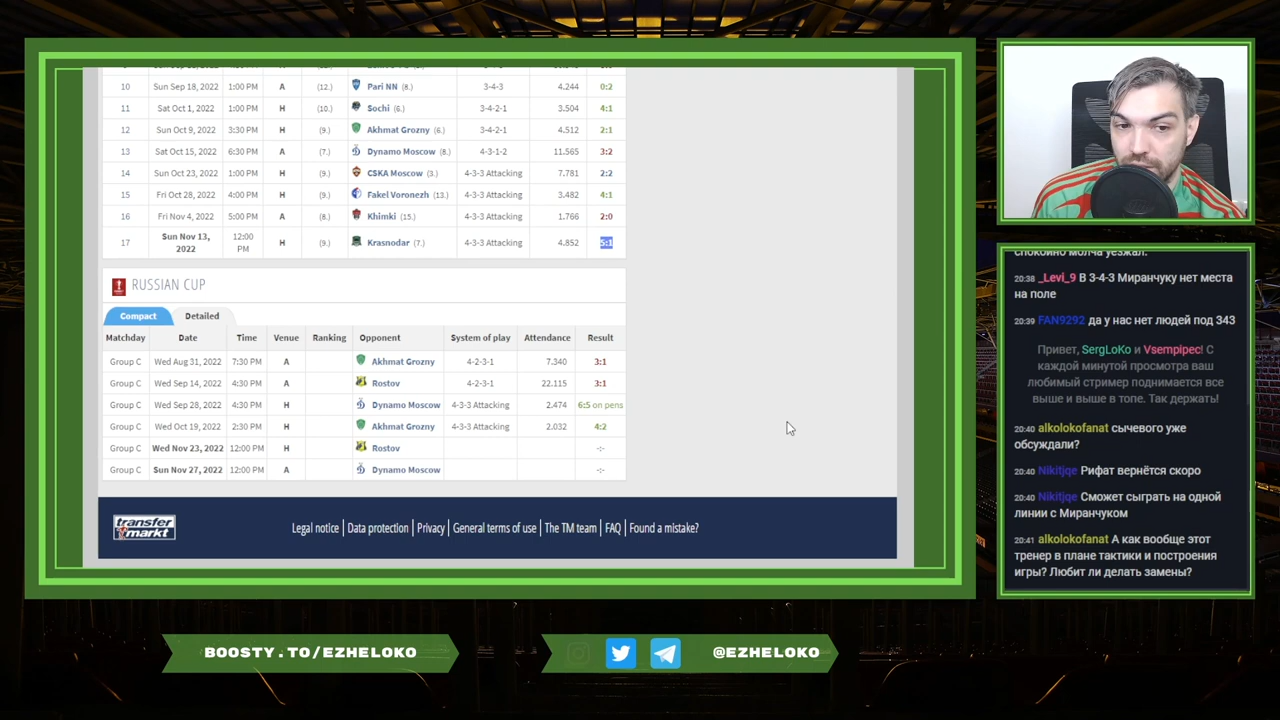 10 Sun Sep 18, 2022 1:00 PM A (12.) Pari NN (8.) 3-4-3 4.244 0:2
11 Sat Oct 1, 2022 1:00 PM H (10.) Sochi (6.) 3-4-2-1 3.504 4:1
12 Sun Oct 9, 2022 3:30 PM H (9.) Akhmat Grozny (6.) 3-4-2-1 4.512 2:1
13 Sat Oct 15, 2022 6:30 PM A (7.) Dynamo Moscow (8.) 4-3-1-2 11.565 3:2
14 Sun Oct 23, 2022 1:00 PM H (9.) CSKA Moscow (3.) 4-3-3 Attacking 7.781 2:2
15 Fri Oct 28, 2022 4:00 PM H (9.) Fakel Voronezh (13.) 4-3-3 Attacking 3.482 4:1
16 Fri Nov 4, 2022 5:00 PM A (8.) Khimki (15.) 4-3-3 Attacking 1.766 2:0
17 Sun Nov 13, 2022 12:00 PM H (9.) Krasnodar (7.) 4-3-3 Attacking 4.852 5:1
RUSSIAN CUP
Compact Detailed
Matchday Date Time Venue Ranking Opponent System of play Attendance Result
Group C Wed Aug 31, 2022 7:30 PM A Akhmat Grozny 4-2-3-1 7.340 3:1
Group C Wed Sep 14, 2022 4:30 PM A Rostov 4-2-3-1 22.115 3:1
Group C Wed Sep 28, 2022 4:30 PM H Dynamo Moscow 4-3-3 Attacking 2.474 6:5 on pens
Group C Wed Oct 19, 2022 2:30 PM H Akhmat Grozny 4-3-3 Attacking 2.032 4:2
Group C Wed Nov 23, 2022 12:00 PM H Rostov -:-
Group C Sun Nov 27, 2022 12:00 PM A Dynamo Moscow -:-
transfer
markt
Legal notice | Data protection | Privacy | General terms of use | The TM team | FAQ | Found a mistake?
спокойно молча уезжал.
20:38 _Levi_9 В 3-4-3 Миранчуку нет места
на поле
20:39 FAN9292 да у нас нет людей под 343
Привет, SergLoKo и Vsempipec! С
каждой минутой просмотра ваш
любимый стример поднимается все
выше и выше в топе. Так держать!
20:40 alkolokofanat сычевого уже
обсуждали?
20:40 Nikitjqe Рифат вернётся скоро
20:40 Nikitjqe Сможет сыграть на одной
линии с Миранчуком
20:41 alkolokofanat А как вообще этот
тренер в плане тактики и построения
игры? Любит ли делать замены?
BOOSTY.TO/EZHELOKO
@EZHELOKO